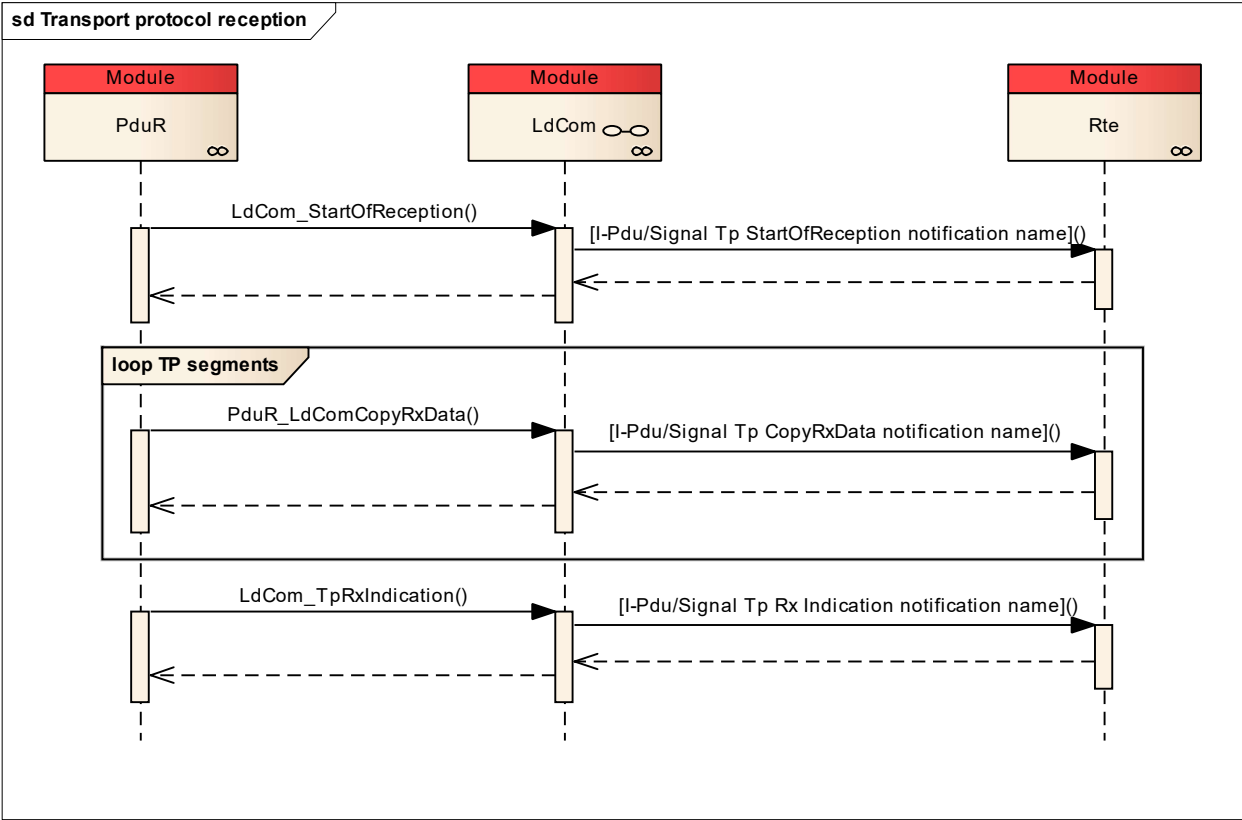 sd Transport protocol reception
Module
Module
Module
PduR
LdCom
Rte
LdCom_StartOfReception()
[I-Pdu/Signal Tp StartOfReception notification name]()
loop TP segments
PduR_LdComCopyRxData()
[I-Pdu/Signal Tp CopyRxData notification name]()
LdCom_TpRxIndication()
[I-Pdu/Signal Tp Rx Indication notification name]()